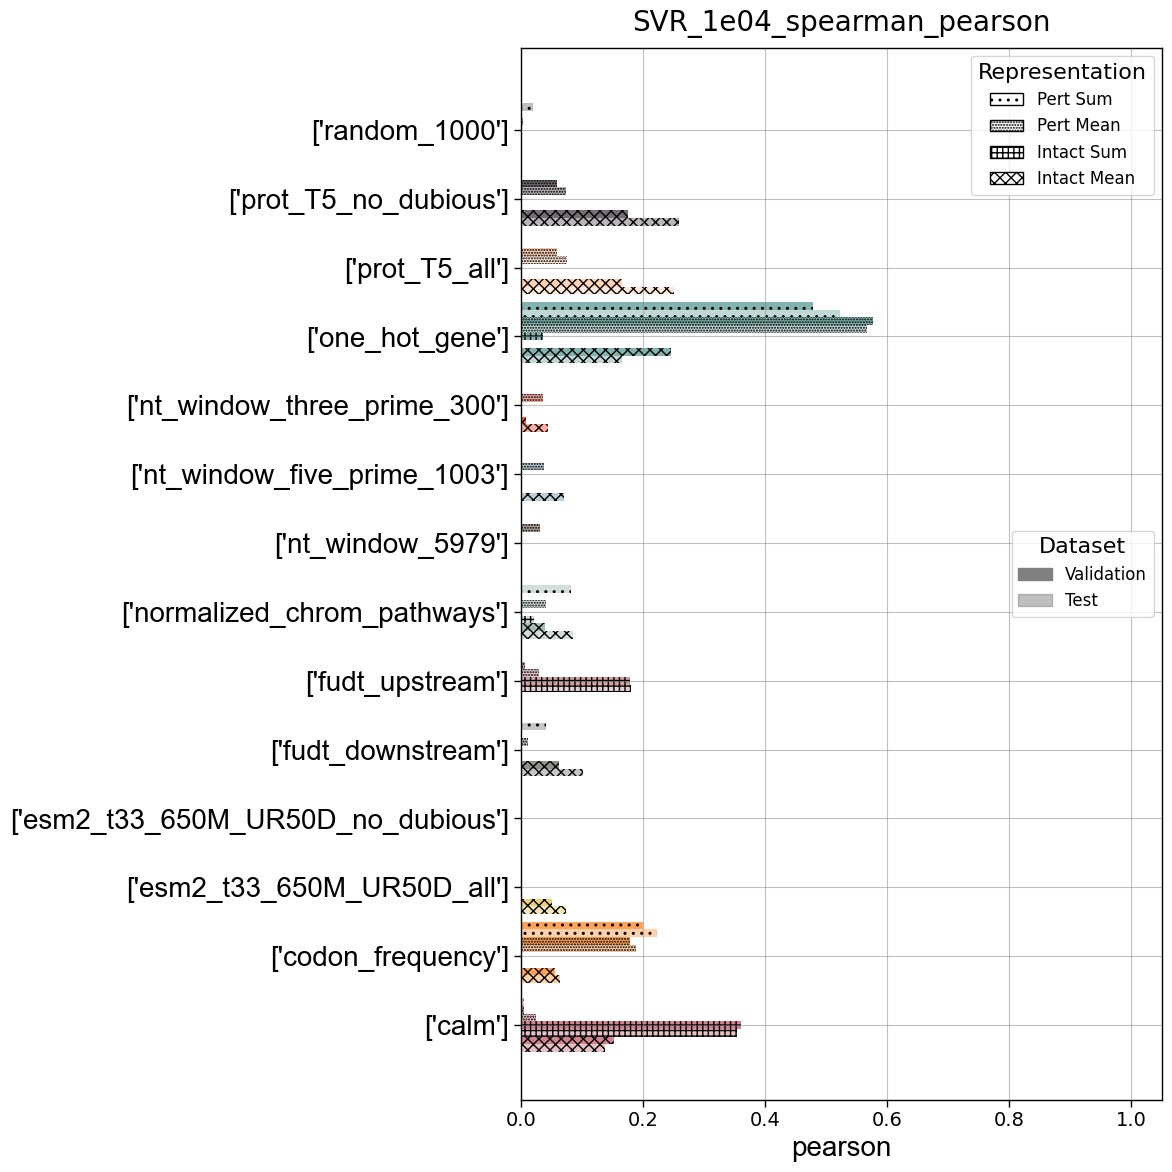 SVR_1e04_spearman_pearson
Representation
Pert Sum
Pert Mean
Intact Sum
Intact Mean
['random_1000']
['prot_T5_no_dubious']
['prot_T5_all']
['one_hot_gene']
['nt_window_three_prime_300']
['nt_window_five_prime_1003']
['nt_window_5979']
Dataset
Validation
Test
['normalized_chrom_pathways']
['fudt_upstream']
['fudt_downstream']
['esm2_t33_650M_UR50D_no_dubious']
['esm2_t33_650M_UR50D_all']
['codon_frequency']
['calm']
0.0 0.2 0.4 0.6 0.8 1.0
pearson